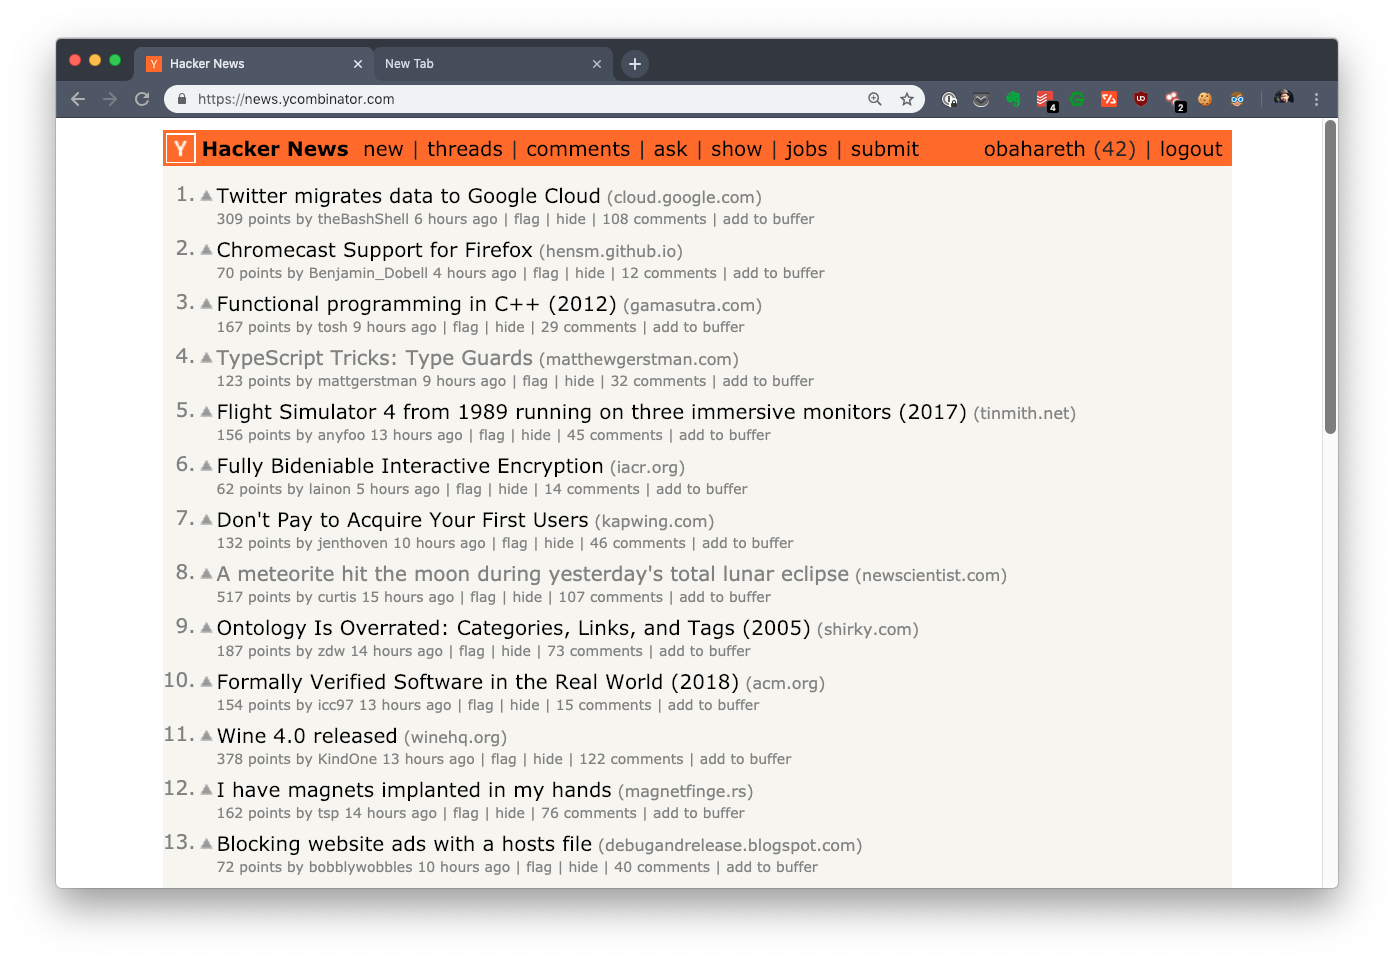 Hacker News
New Tab
https://news.ycombinator.com
4
2
Y Hacker News new | threads | comments | ask | show | jobs | submit obahareth (42) | logout
1. Twitter migrates data to Google Cloud (cloud.google.com)
309 points by theBashShell 6 hours ago | flag | hide | 108 comments | add to buffer
2. Chromecast Support for Firefox (hensm.github.io)
70 points by Benjamin_Dobell 4 hours ago | flag | hide | 12 comments | add to buffer
3. Functional programming in C++ (2012) (gamasutra.com)
167 points by tosh 9 hours ago | flag | hide | 29 comments | add to buffer
4. TypeScript Tricks: Type Guards (matthewgerstman.com)
123 points by mattgerstman 9 hours ago | flag | hide | 32 comments | add to buffer
5. Flight Simulator 4 from 1989 running on three immersive monitors (2017) (tinmith.net)
156 points by anyfoo 13 hours ago | flag | hide | 45 comments | add to buffer
6. Fully Bideniable Interactive Encryption (iacr.org)
62 points by lainon 5 hours ago | flag | hide | 14 comments | add to buffer
7. Don't Pay to Acquire Your First Users (kapwing.com)
132 points by jenthoven 10 hours ago | flag | hide | 46 comments | add to buffer
8. A meteorite hit the moon during yesterday's total lunar eclipse (newscientist.com)
517 points by curtis 15 hours ago | flag | hide | 107 comments | add to buffer
9. Ontology Is Overrated: Categories, Links, and Tags (2005) (shirky.com)
187 points by zdw 14 hours ago | flag | hide | 73 comments | add to buffer
10. Formally Verified Software in the Real World (2018) (acm.org)
154 points by icc97 13 hours ago | flag | hide | 15 comments | add to buffer
11. Wine 4.0 released (winehq.org)
378 points by KindOne 13 hours ago | flag | hide | 122 comments | add to buffer
12. I have magnets implanted in my hands (magnetfinge.rs)
162 points by tsp 14 hours ago | flag | hide | 76 comments | add to buffer
13. Blocking website ads with a hosts file (debugandrelease.blogspot.com)
72 points by bobblywobbles 10 hours ago | flag | hide | 40 comments | add to buffer